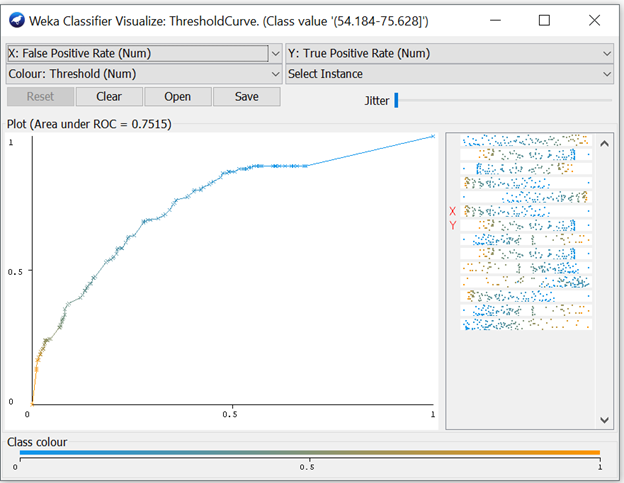 Weka Classifier Visualize: ThresholdCurve. (Class value '(54.184-75.628]')
X: False Positive Rate (Num)
Y: True Positive Rate (Num)
Colour: Threshold (Num)
Select Instance
Reset
Clear
Open
Save
Jitter
Plot (Area under ROC = 0.7515)
1
0.5
0
0
0.5
1
X
Y
Class colour
0
0.5
1